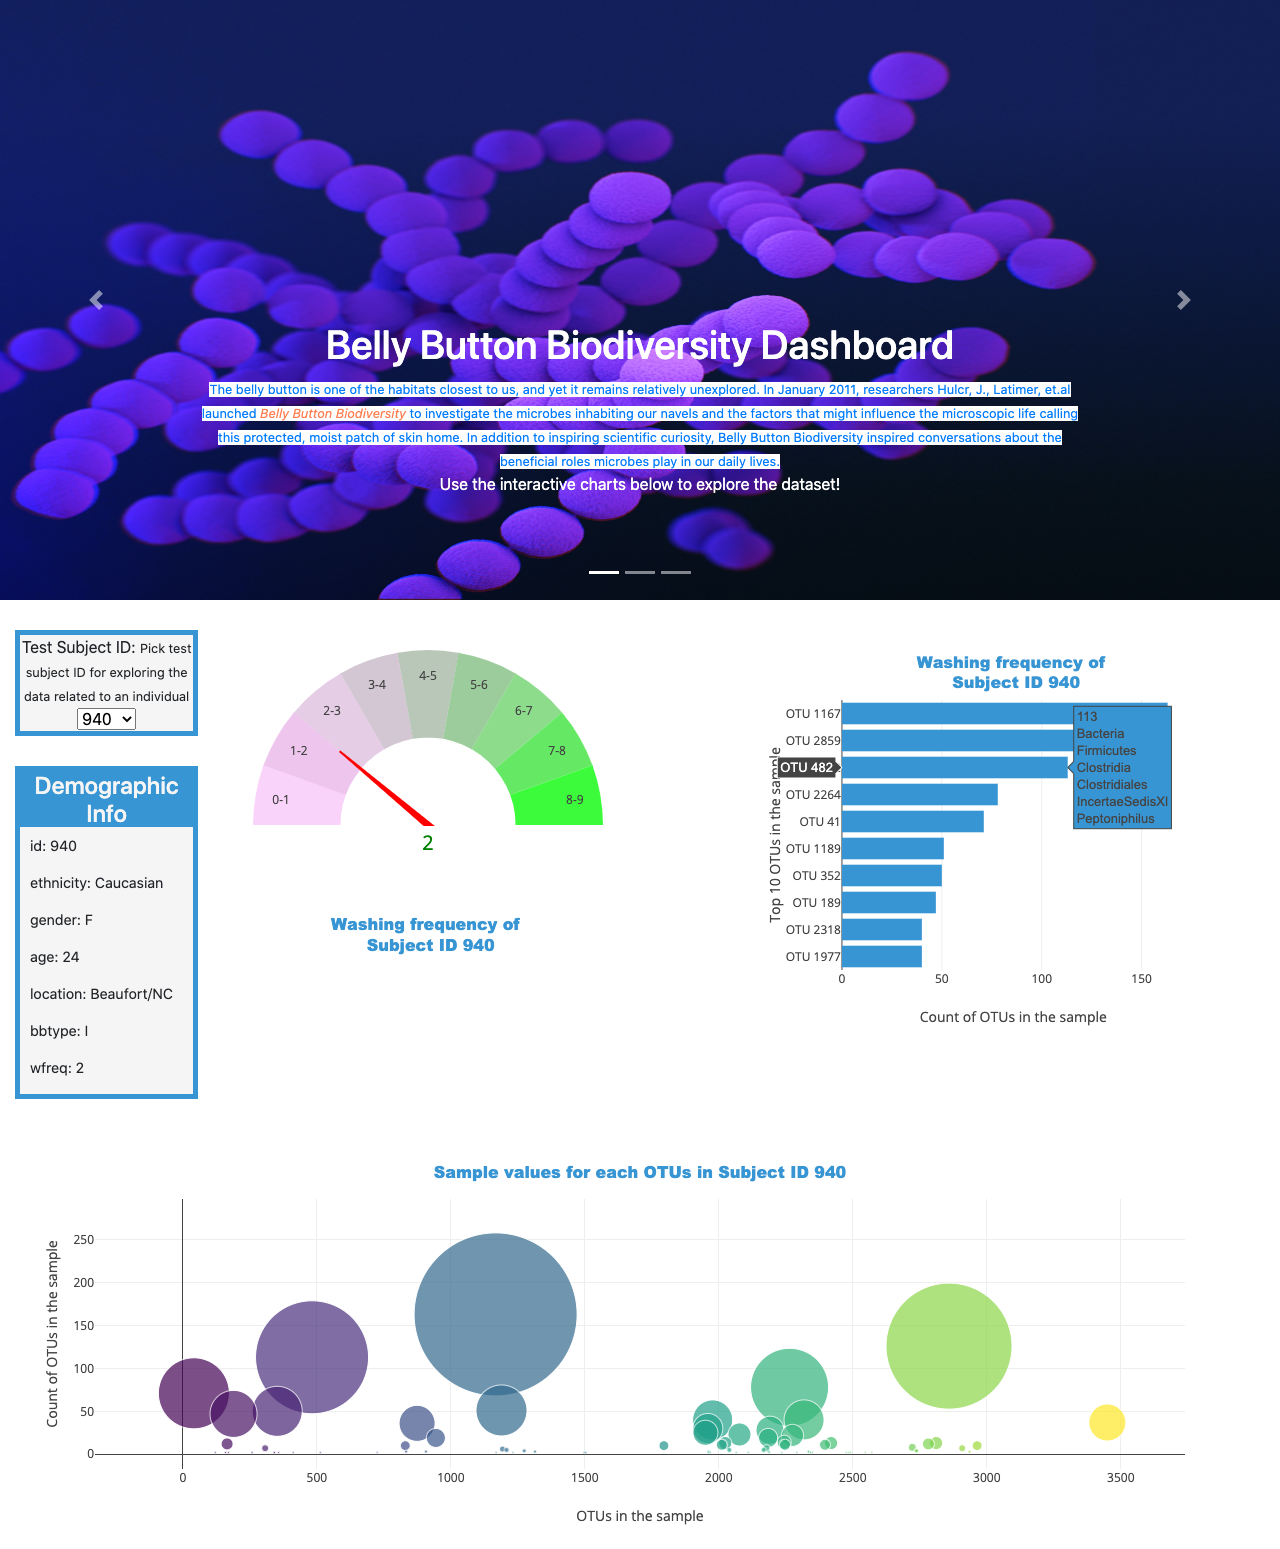 Belly Button Biodiversity Dashboard
The belly button is one of the habitats closest to us, and yet it remains relatively unexplored. In January 2011, researchers Hulcr, J., Latimer, et.al
launched Belly Button Biodiversity to investigate the microbes inhabiting our navels and the factors that might influence the microscopic life calling
this protected, moist patch of skin home. In addition to inspiring scientific curiosity, Belly Button Biodiversity inspired conversations about the
beneficial roles microbes play in our daily lives.
Use the interactive charts below to explore the dataset!
Test Subject ID: Pick test
subject ID for exploring the
data related to an individual
940
Demographic
Info
id: 940
ethnicity: Caucasian
gender: F
age: 24
location: Beaufort/NC
bbtype: I
wfreq: 2
0-1
1-2
2-3
3-4
4-5
5-6
6-7
7-8
8-9
2
Washing frequency of
Subject ID 940
Washing frequency of
Subject ID 940
Top 10 OTUs in the sample
OTU 1167
OTU 2859
OTU 482
OTU 2264
OTU 41
OTU 1189
OTU 352
OTU 189
OTU 2318
OTU 1977
113
Bacteria
Firmicutes
Clostridia
Clostridiales
IncertaeSedisXI
Peptoniphilus
0 50 100 150
Count of OTUs in the sample
Sample values for each OTUs in Subject ID 940
Count of OTUs in the sample
250
200
150
100
50
0
0 500 1000 1500 2000 2500 3000 3500
OTUs in the sample